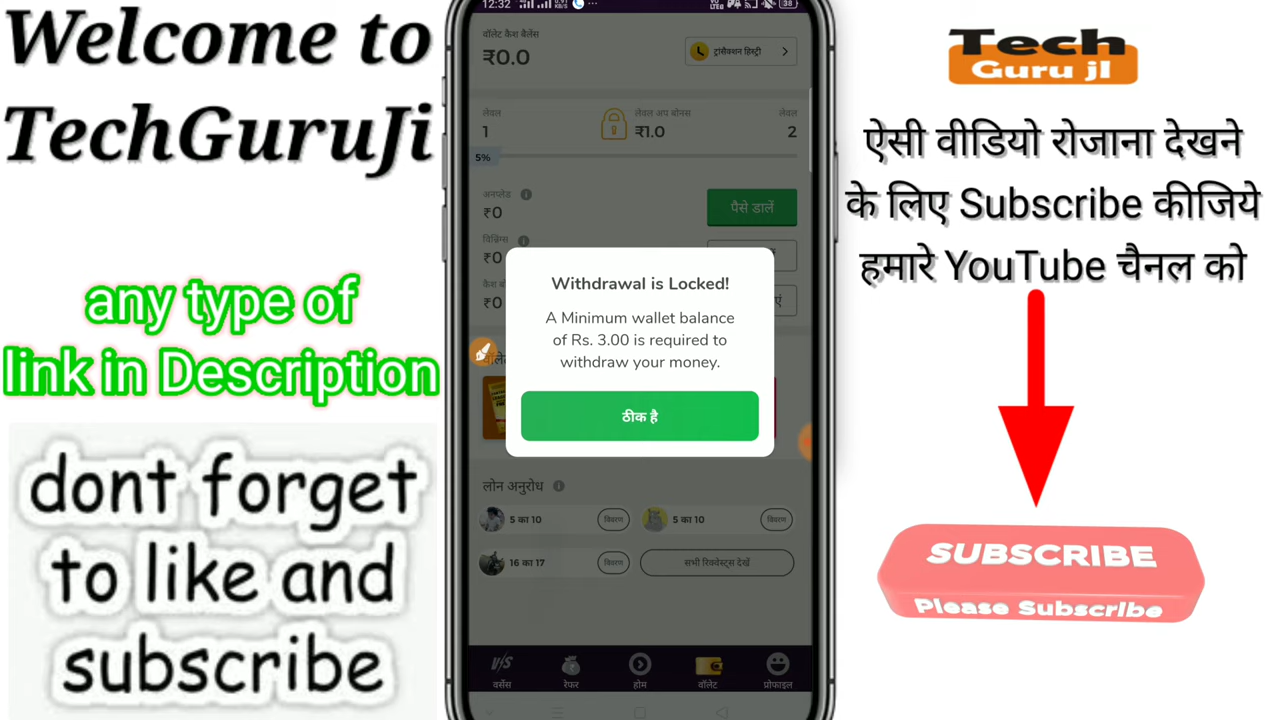 Welcome to
TechGuruJi
any type of
link in Description
dont forget
to like and
subscribe
12:32
38
वॉलेट कैश बैलेंस
₹0.0
ट्रांसेक्शन हिस्ट्री
लेवल
1
लेवल अप बोनस
₹1.0
लेवल
2
5%
अनप्लेड
₹0
पैसे डालें
विन्निंग्स
₹0
₹0
Withdrawal is Locked!
A Minimum wallet balance
of Rs. 3.00 is required to
withdraw your money.
ठीक है
लोन अनुरोध
5 का 10
विवरण
5 का 10
विवरण
16 का 17
विवरण
सभी रिक्वेस्ट्स देखें
V/S
वर्सेस
रेफर
होम
वॉलेट
प्रोफाइल
Tech
Guru jI
ऐसी वीडियो रोजाना देखने
के लिए Subscribe कीजिये
हमारे YouTube चैनल को
SUBSCRIBE
Please Subscribe